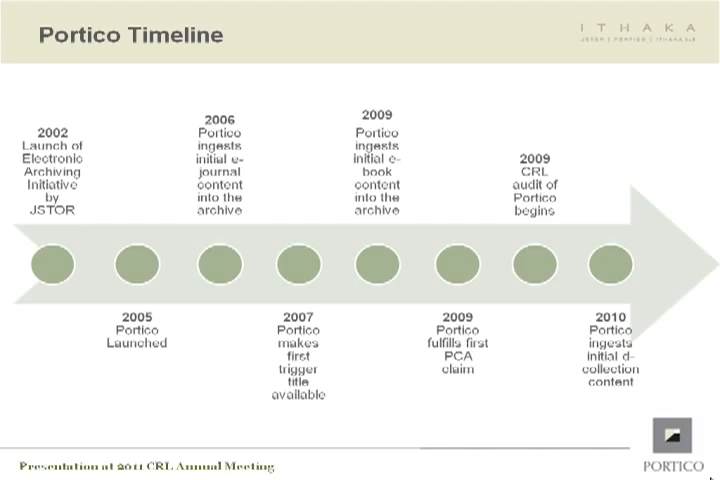 Portico Timeline
ITHAKA
JSTOR | PORTICO | ITHAKA S+R
2002
Launch of
Electronic
Archiving
Initiative
by
JSTOR
2005
Portico
Launched
2006
Portico
ingests
initial e-
journal
content
into the
archive
2007
Portico
makes
first
trigger
title
available
2009
Portico
ingests
initial e-
book
content
into the
archive
2009
Portico
fulfills first
PCA
claim
2009
CRL
audit of
Portico
begins
2010
Portico
ingests
initial d-
collection
content
Presentation at 2011 CRL Annual Meeting
PORTICO